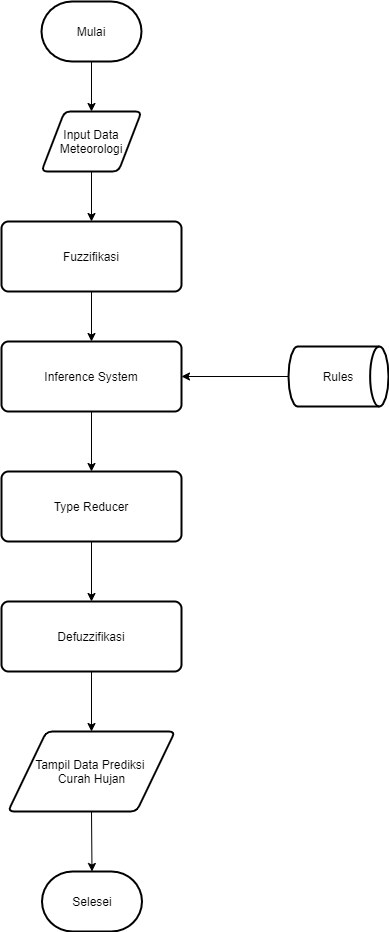 Mulai
Input Data
Meteorologi
Fuzzifikasi
Inference System
Rules
Type Reducer
Defuzzifikasi
Tampil Data Prediksi
Curah Hujan
Selesei